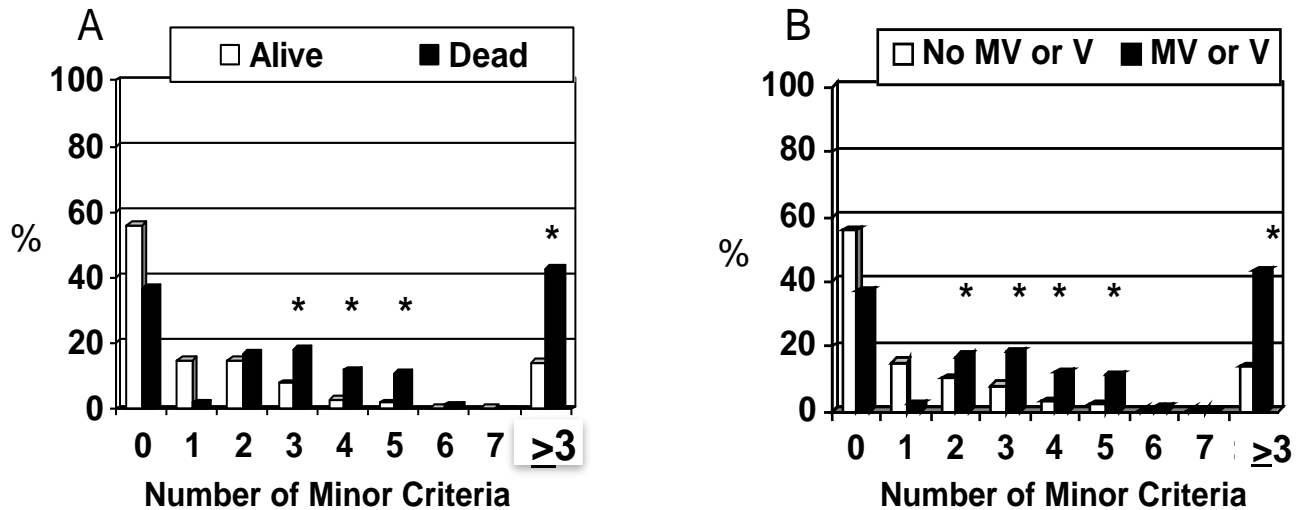 A
Alive Dead
100
80
60
40
20
0
%
*
* * *
0 1 2 3 4 5 6 7 ≥3
Number of Minor Criteria
B
No MV or V MV or V
100
80
60
40
20
0
%
*
* * * *
0 1 2 3 4 5 6 7 ≥3
Number of Minor Criteria